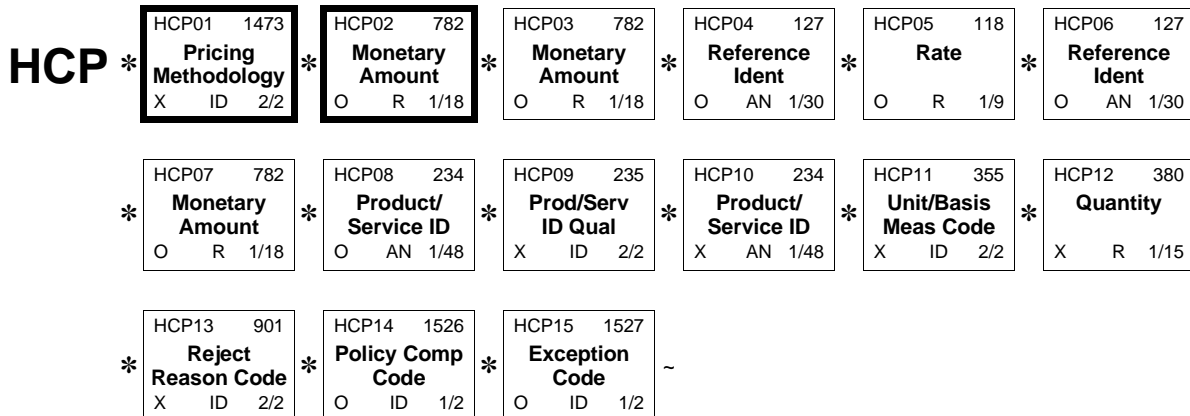 HCP * HCP01 1473 * HCP02 782 * HCP03 782 * HCP04 127 * HCP05 118 * HCP06 127
Pricing Monetary Monetary Reference Rate Reference
Methodology Amount Amount Ident Ident
X ID 2/2 O R 1/18 O R 1/18 O AN 1/30 O R 1/9 O AN 1/30
* HCP07 782 * HCP08 234 * HCP09 235 * HCP10 234 * HCP11 355 * HCP12 380
Monetary Product/ Prod/Serv Product/ Unit/Basis Quantity
Amount Service ID ID Qual Service ID Meas Code
O R 1/18 O AN 1/48 X ID 2/2 X AN 1/48 X ID 2/2 X R 1/15
* HCP13 901 * HCP14 1526 * HCP15 1527 ~
Reject Policy Comp Exception
Reason Code Code Code
X ID 2/2 O ID 1/2 O ID 1/2